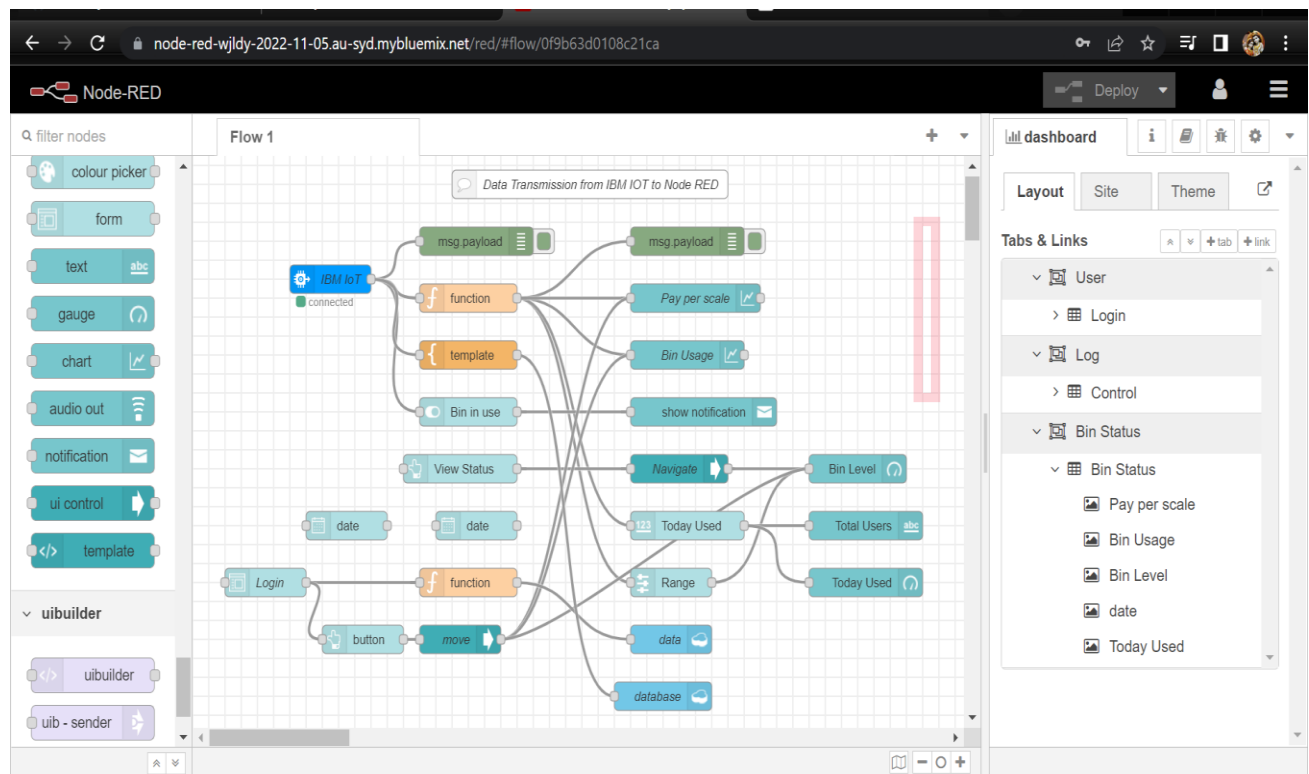 node-red-wjldy-2022-11-05.au-syd.mybluemix.net/red/#flow/0f9b63d0108c21ca
Node-RED
Deploy
filter nodes
Flow 1
dashboard
i
colour picker
form
text
abc
gauge
chart
audio out
notification
ui control
template
uibuilder
uibuilder
uib - sender
Data Transmission from IBM IOT to Node RED
msg.payload
msg.payload
IBM IoT
connected
function
Pay per scale
template
Bin Usage
Bin in use
show notification
View Status
Navigate
Bin Level
date
date
123
Today Used
Total Users
abc
Login
function
Range
Today Used
button
move
data
database
Layout
Site
Theme
Tabs & Links
+ tab
+ link
User
Login
Log
Control
Bin Status
Bin Status
Pay per scale
Bin Usage
Bin Level
date
Today Used